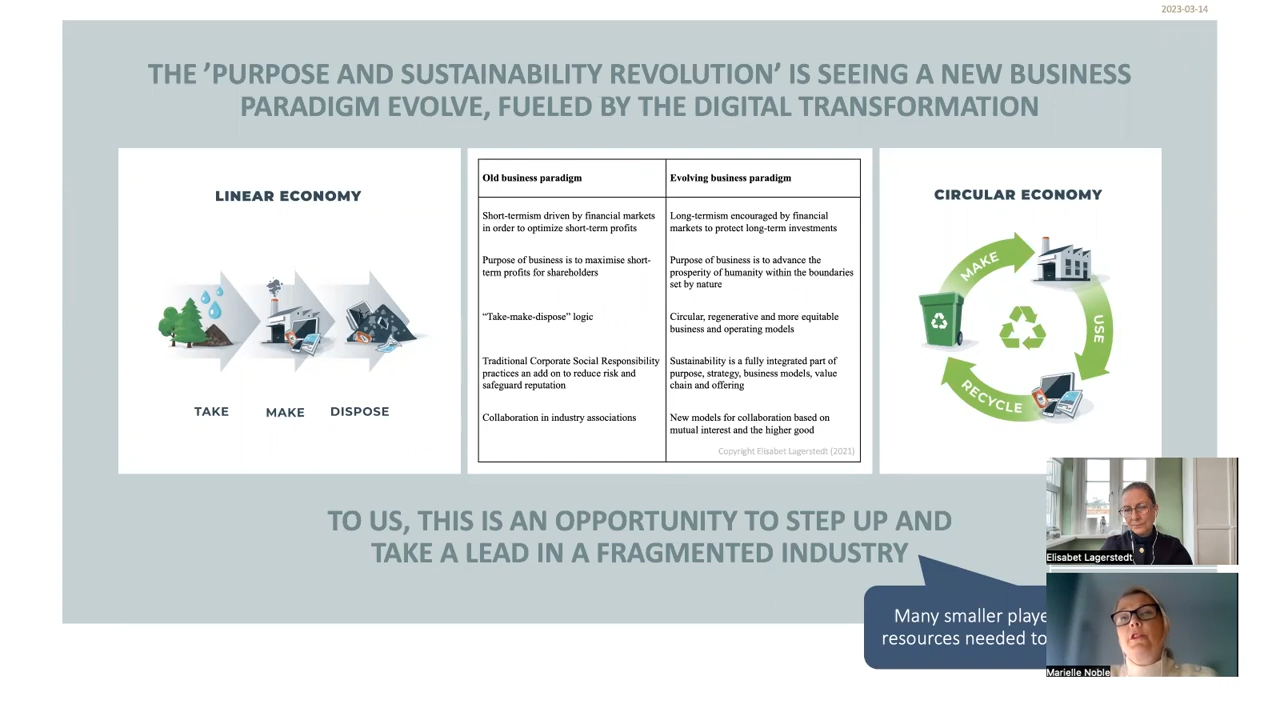 2023-03-14
THE ’PURPOSE AND SUSTAINABILITY REVOLUTION’ IS SEEING A NEW BUSINESS
PARADIGM EVOLVE, FUELED BY THE DIGITAL TRANSFORMATION
LINEAR ECONOMY
TAKE
MAKE
DISPOSE
Old business paradigm
Evolving business paradigm
Short-termism driven by financial markets
in order to optimize short-term profits
Long-termism encouraged by financial
markets to protect long-term investments
Purpose of business is to maximise short-
term profits for shareholders
Purpose of business is to advance the
prosperity of humanity within the boundaries
set by nature
“Take-make-dispose” logic
Circular, regenerative and more equitable
business and operating models
Traditional Corporate Social Responsibility
practices an add on to reduce risk and
safeguard reputation
Sustainability is a fully integrated part of
purpose, strategy, business models, value
chain and offering
Collaboration in industry associations
New models for collaboration based on
mutual interest and the higher good
Copyright Elisabet Lagerstedt (2021)
CIRCULAR ECONOMY
MAKE
USE
RECYCLE
TO US, THIS IS AN OPPORTUNITY TO STEP UP AND
TAKE A LEAD IN A FRAGMENTED INDUSTRY
Many smaller
resources needed to
Elisabet Lagerstedt
Marielle Noble